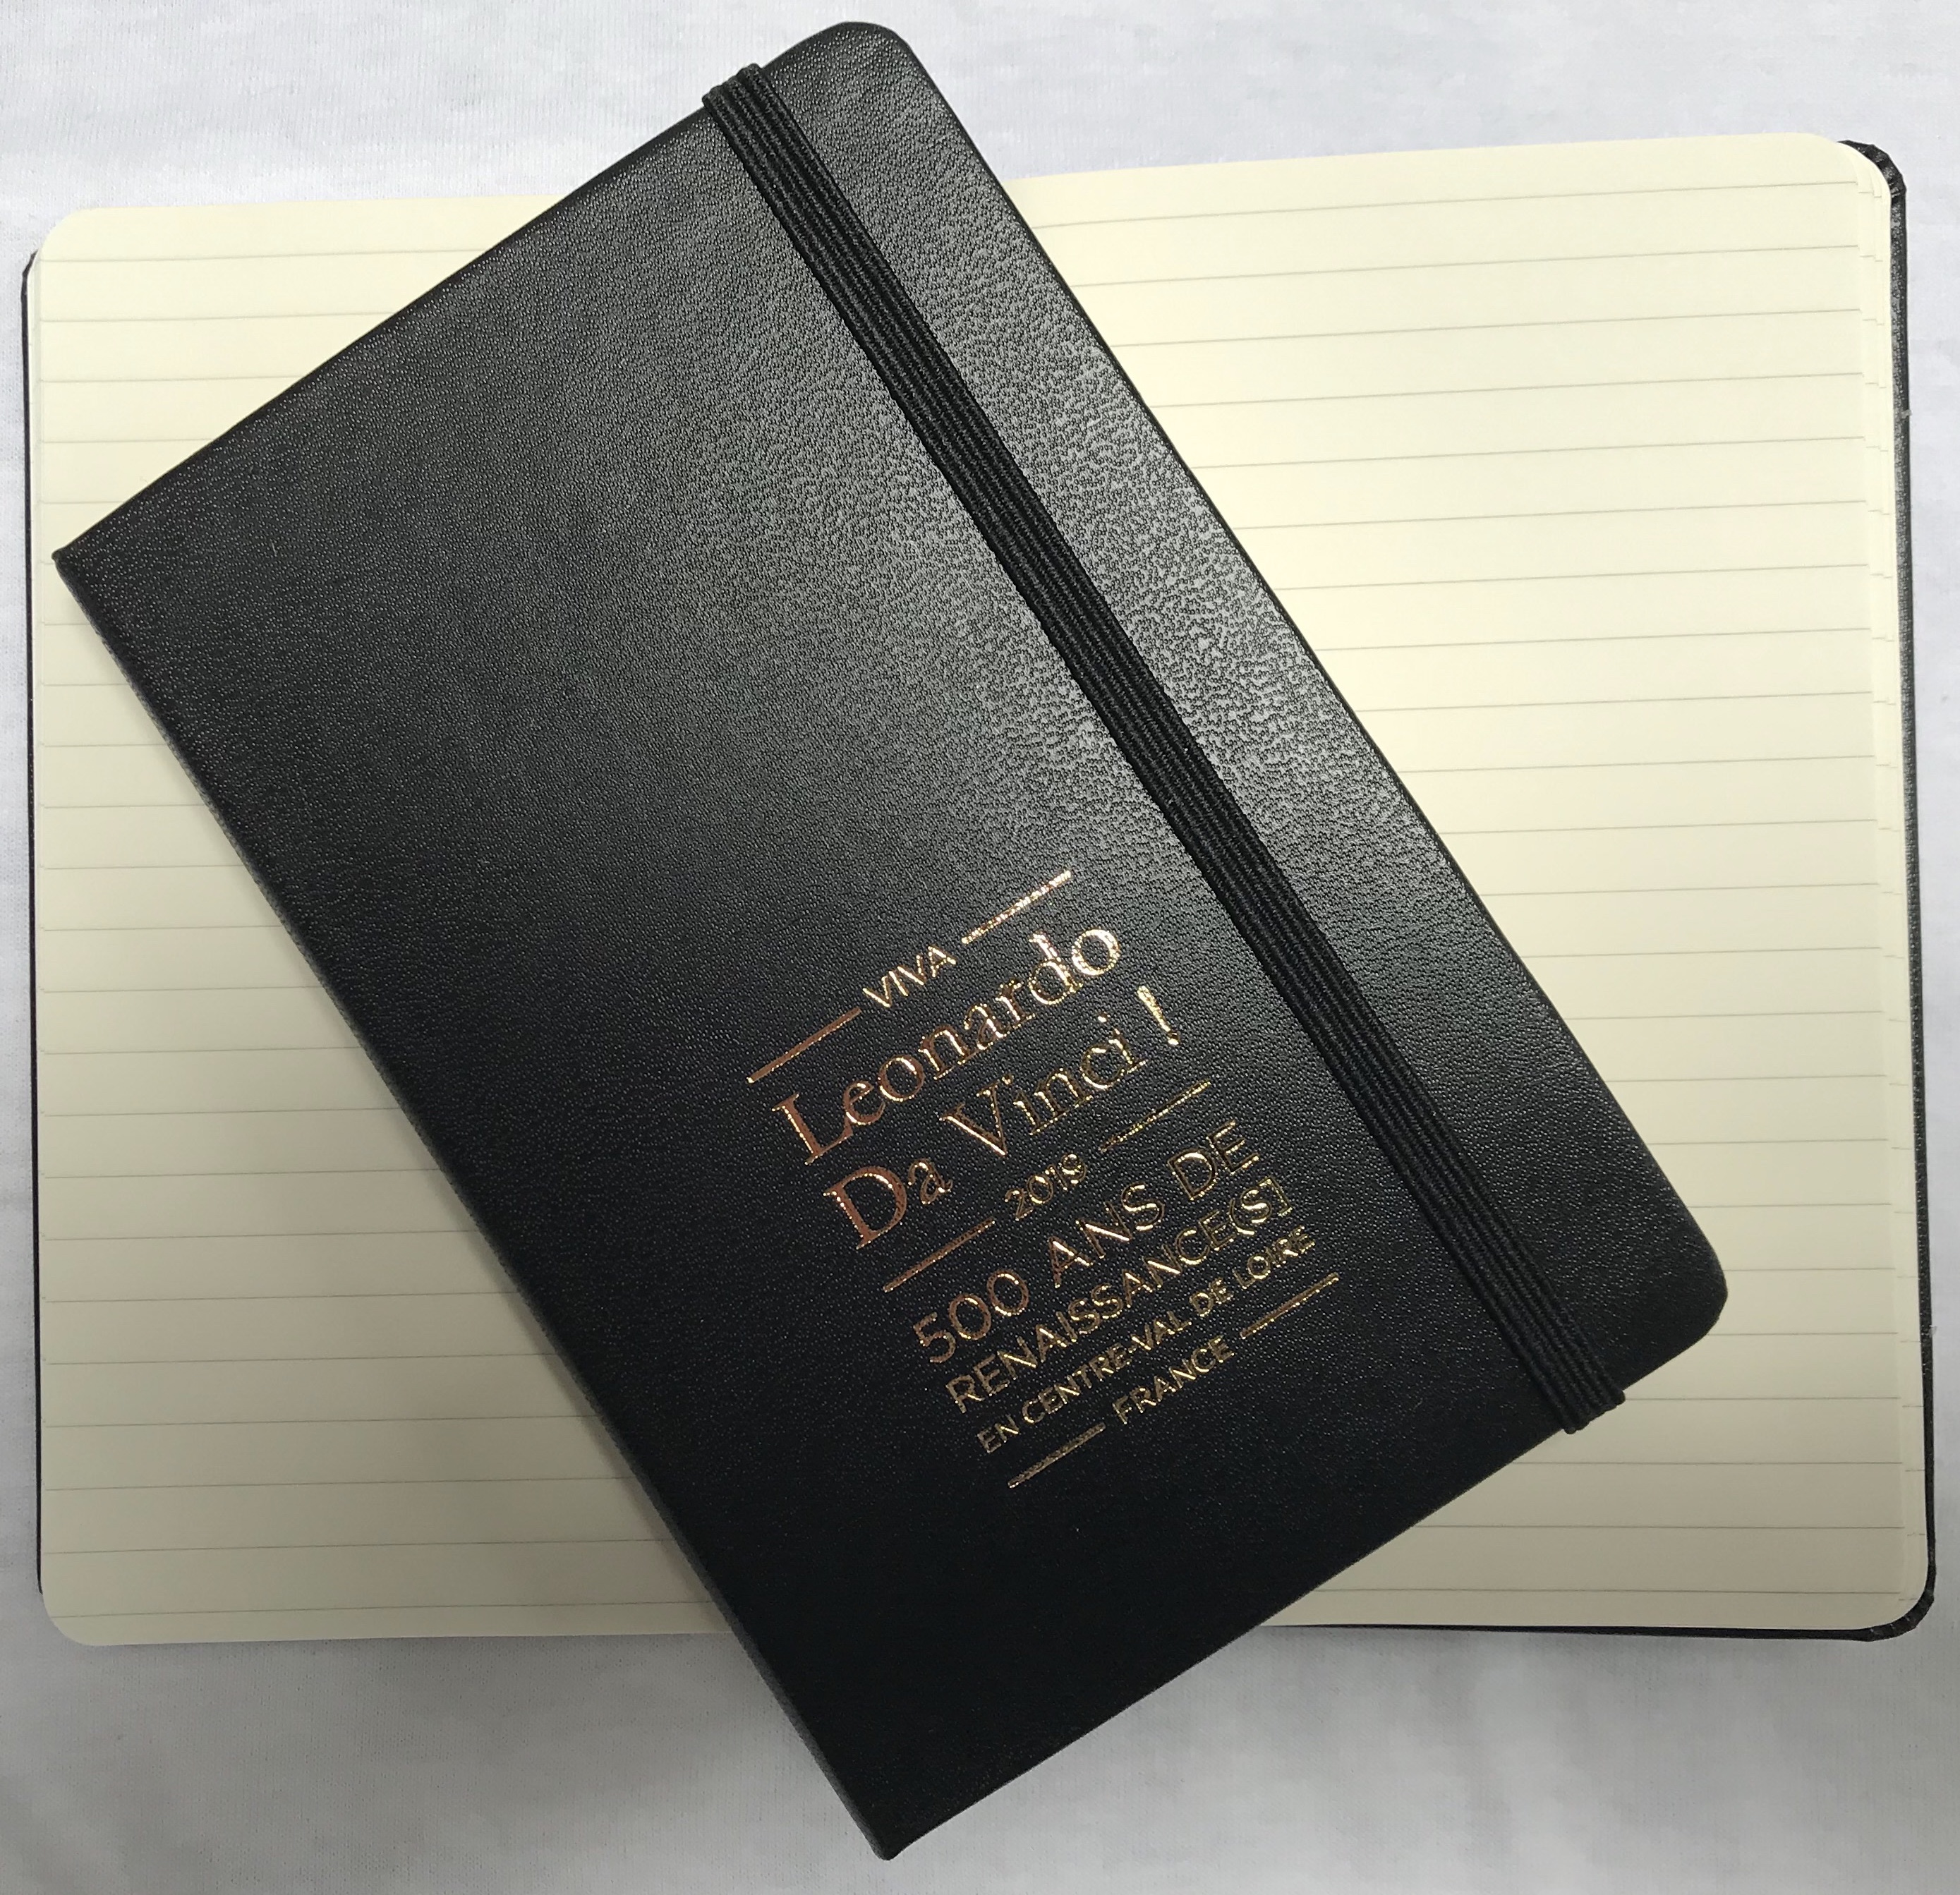 VIVA
Leonardo
Da Vinci !
2019
500 ANS DE
RENAISSANCE(S]
EN CENTRE-VAL DE LOIRE
FRANCE